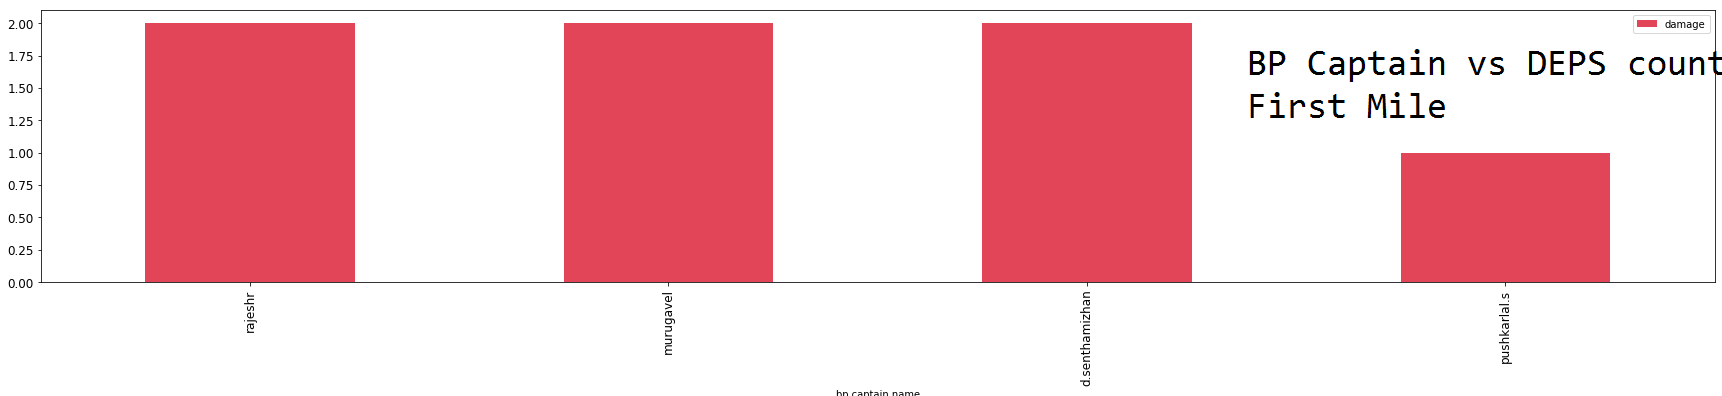 2.00
1.75
1.50
1.25
1.00
0.75
0.50
0.25
0.00
damage
BP Captain vs DEPS count
First Mile
rajeshr
murugavel
d.senthamizhan
pushkarlal.s
bp captain name